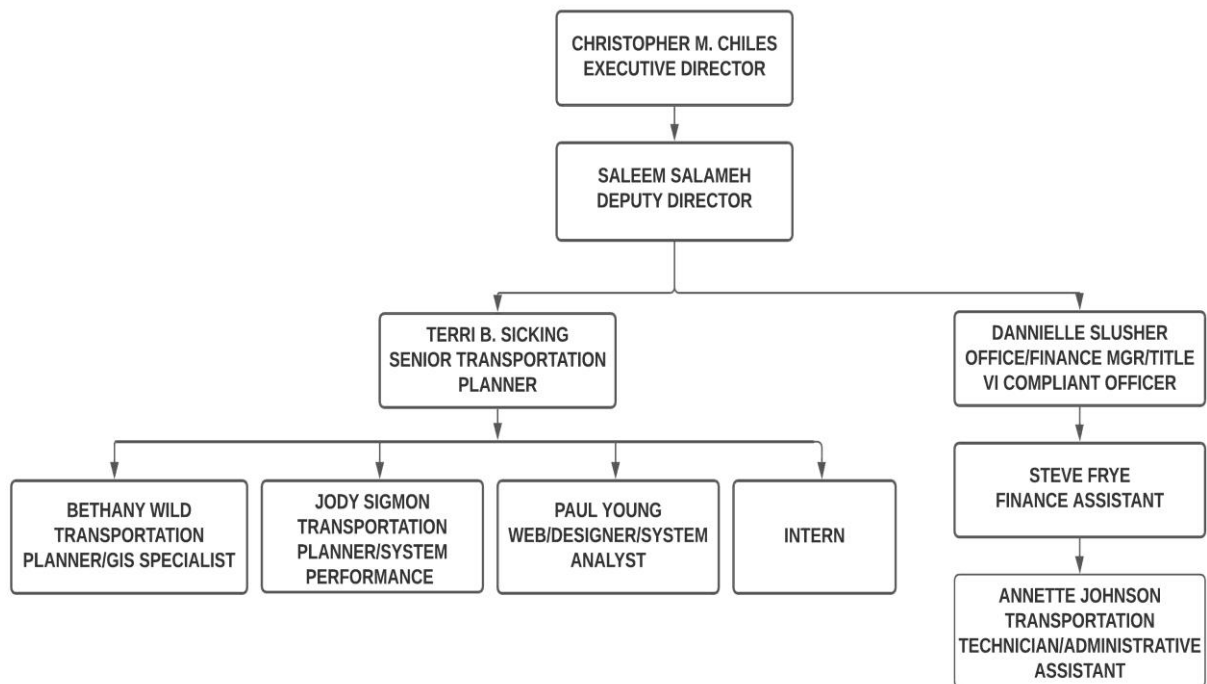 CHRISTOPHER M. CHILES
EXECUTIVE DIRECTOR
SALEEM SALAMEH
DEPUTY DIRECTOR
TERRI B. SICKING
SENIOR TRANSPORTATION
PLANNER
DANNIELLE SLUSHER
OFFICE/FINANCE MGR/TITLE
VI COMPLIANT OFFICER
BETHANY WILD
TRANSPORTATION
PLANNER/GIS SPECIALIST
JODY SIGMON
TRANSPORTATION
PLANNER/SYSTEM
PERFORMANCE
PAUL YOUNG
WEB/DESIGNER/SYSTEM
ANALYST
INTERN
STEVE FRYE
FINANCE ASSISTANT
ANNETTE JOHNSON
TRANSPORTATION
TECHNICIAN/ADMINISTRATIVE
ASSISTANT